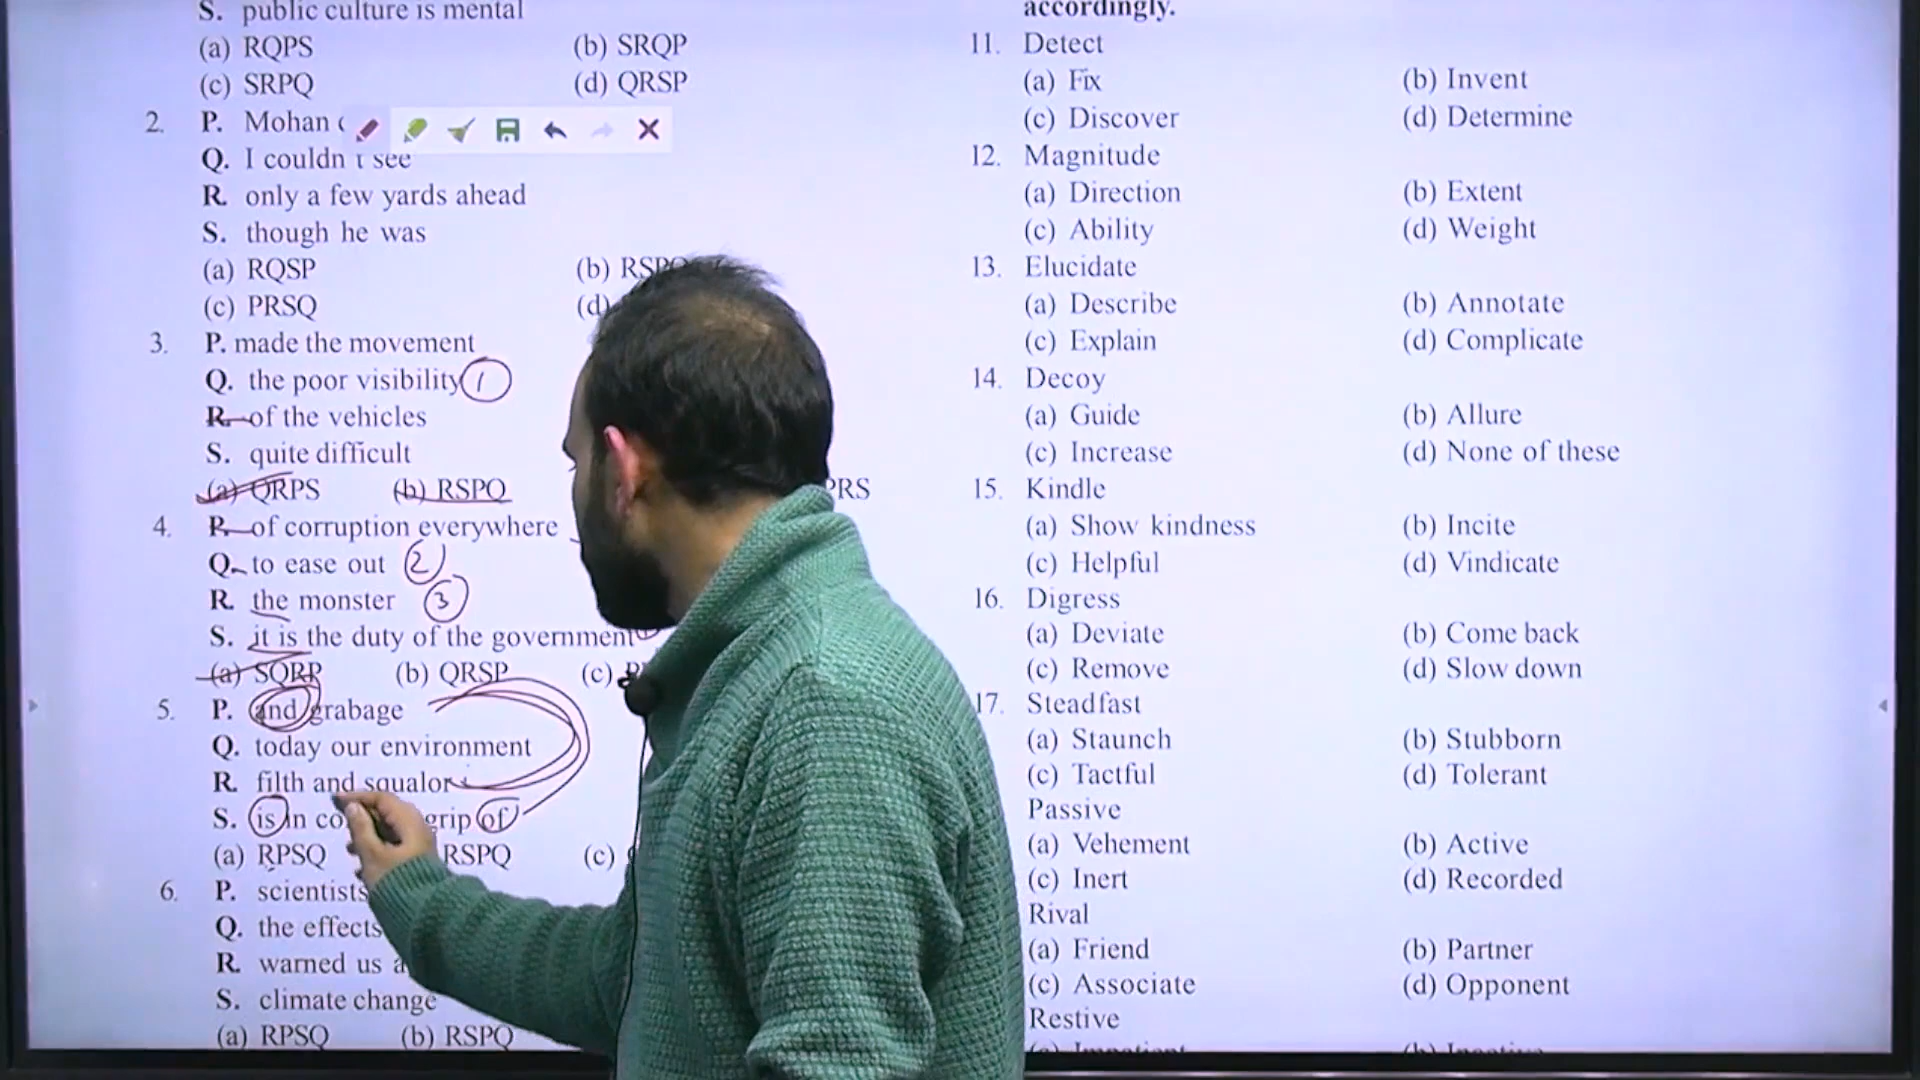 S. public culture is mental
(a) RQPS (b) SRQP
(c) SRPQ (d) QRSP
2. P. Mohan
Q. I couldn t see
R. only a few yards ahead
S. though he was
(a) RQSP (b) RSPQ
(c) PRSQ (d)
3. P. made the movement
Q. the poor visibility 1
R. of the vehicles
S. quite difficult
(a) QRPS (b) RSPQ PRS
4. P. of corruption everywhere
Q. to ease out 2
R. the monster 3
S. it is the duty of the government
(a) SQRP (b) QRSP (c)
5. P. and grabage
Q. today our environment
R. filth and squalor
S. is in grip of
(a) RPSQ RSPQ (c)
6. P. scientists
Q. the effects
R. warned us
S. climate change
(a) RPSQ (b) RSPQ
accordingly.
11. Detect
(a) Fix (b) Invent
(c) Discover (d) Determine
12. Magnitude
(a) Direction (b) Extent
(c) Ability (d) Weight
13. Elucidate
(a) Describe (b) Annotate
(c) Explain (d) Complicate
14. Decoy
(a) Guide (b) Allure
(c) Increase (d) None of these
15. Kindle
(a) Show kindness (b) Incite
(c) Helpful (d) Vindicate
16. Digress
(a) Deviate (b) Come back
(c) Remove (d) Slow down
17. Steadfast
(a) Staunch (b) Stubborn
(c) Tactful (d) Tolerant
Passive
(a) Vehement (b) Active
(c) Inert (d) Recorded
Rival
(a) Friend (b) Partner
(c) Associate (d) Opponent
Restive